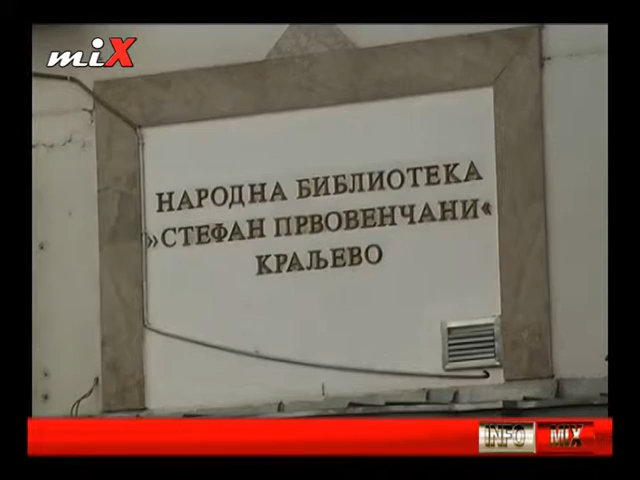 miX
НАРОДНА БИБЛИОТЕКА
»СТЕФАН ПРВОВЕНЧАНИ«
КРАЉЕВО
INFO MIX